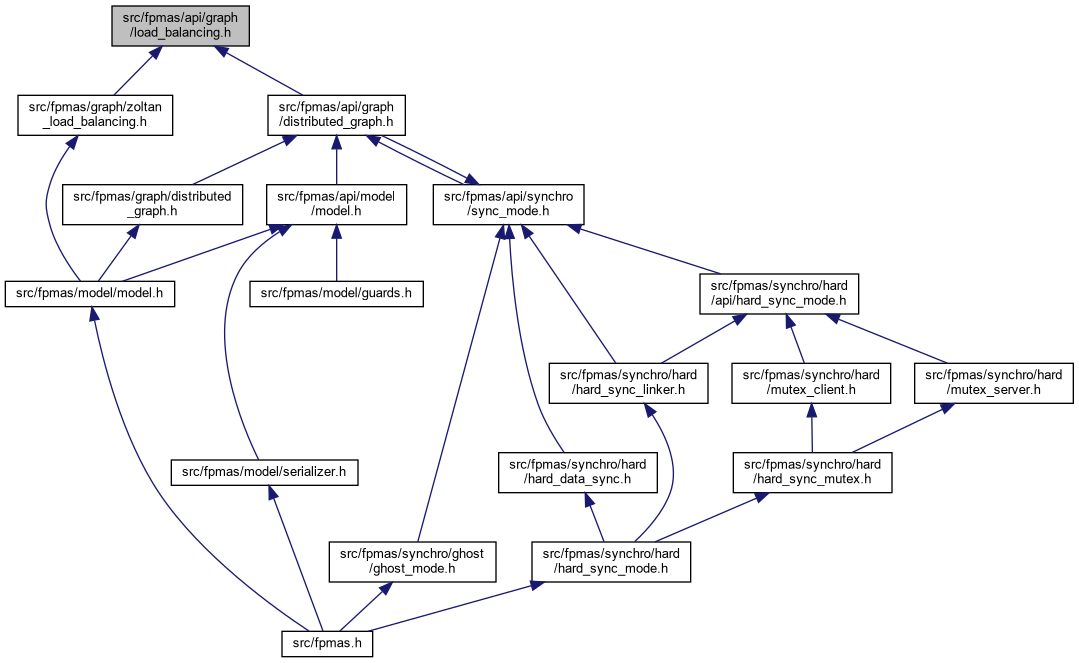 src/fpmas/api/graph
/load_balancing.h
src/fpmas/graph/zoltan
_load_balancing.h
src/fpmas/api/graph
/distributed_graph.h
src/fpmas/graph/distributed
_graph.h
src/fpmas/api/model
/model.h
src/fpmas/api/synchro
/sync_mode.h
src/fpmas/model/model.h
src/fpmas/model/guards.h
src/fpmas/synchro/hard
/api/hard_sync_mode.h
src/fpmas/synchro/hard
/hard_sync_linker.h
src/fpmas/synchro/hard
/mutex_client.h
src/fpmas/synchro/hard
/mutex_server.h
src/fpmas/model/serializer.h
src/fpmas/synchro/hard
/hard_data_sync.h
src/fpmas/synchro/hard
/hard_sync_mutex.h
src/fpmas/synchro/ghost
/ghost_mode.h
src/fpmas/synchro/hard
/hard_sync_mode.h
src/fpmas.h